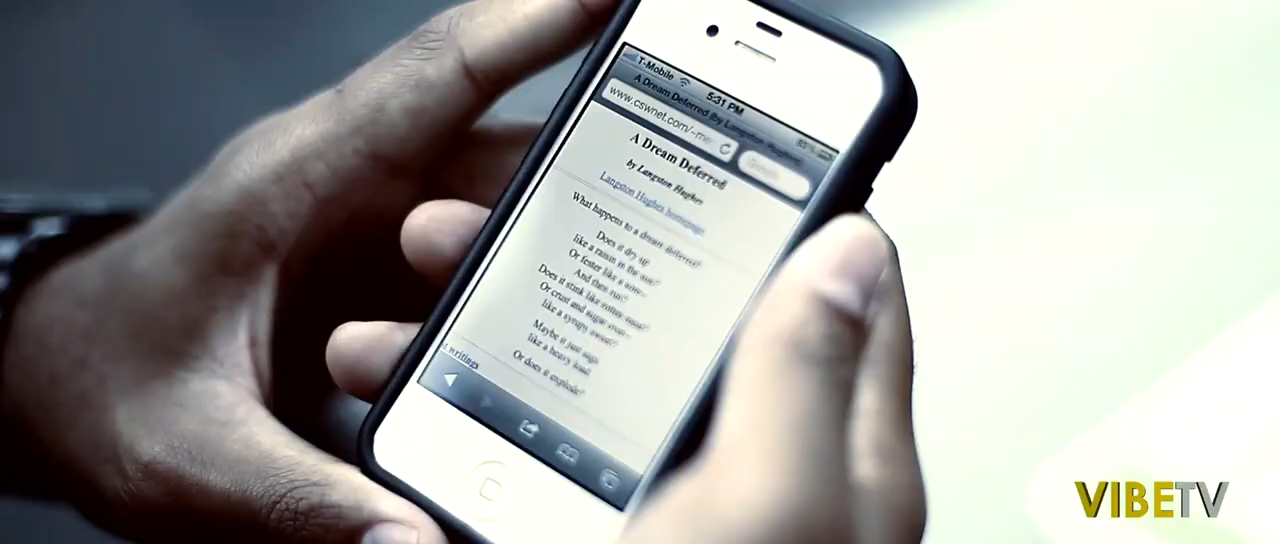 T-Mobile 5:31 PM
A Dream Deferred (by Langston Hughes)
www.cswnet.com/~me
A Dream Deferred
by Langston Hughes
Langston Hughes homepage
What happens to a dream deferred?
Does it dry up
like a raisin in the sun?
Or fester like a sore--
And then run?
Does it stink like rotten meat?
Or crust and sugar over--
like a syrupy sweet?
Maybe it just sags
like a heavy load.
Or does it explode?
t writings
VIBETV